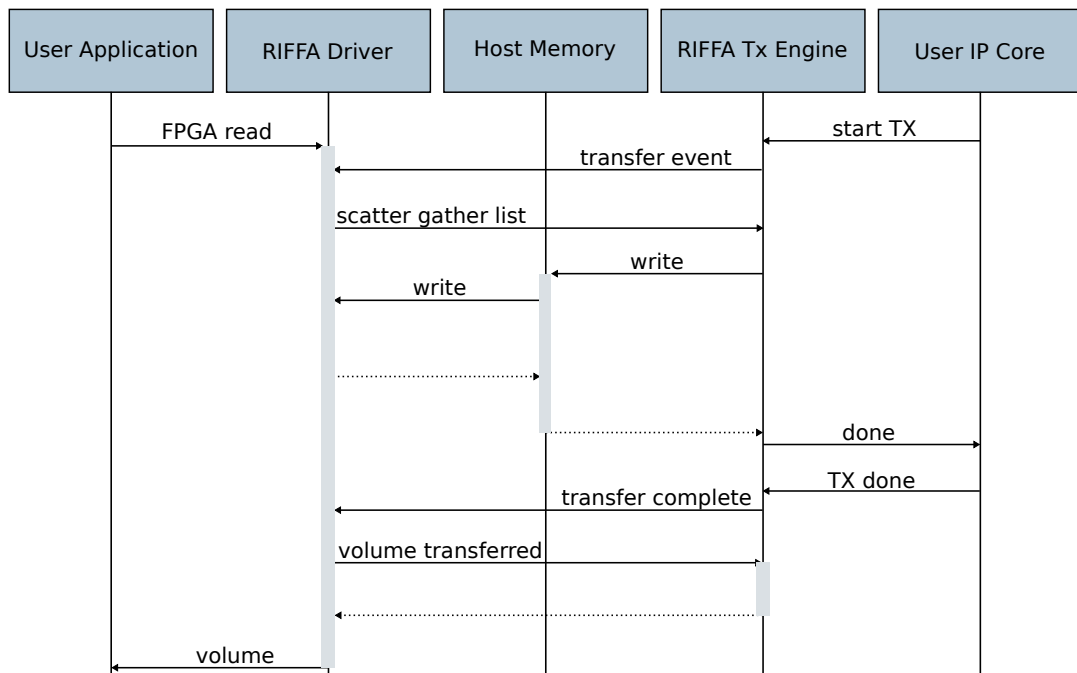 User Application
RIFFA Driver
Host Memory
RIFFA Tx Engine
User IP Core
FPGA read
start TX
transfer event
scatter gather list
write
write
done
TX done
transfer complete
volume transferred
volume